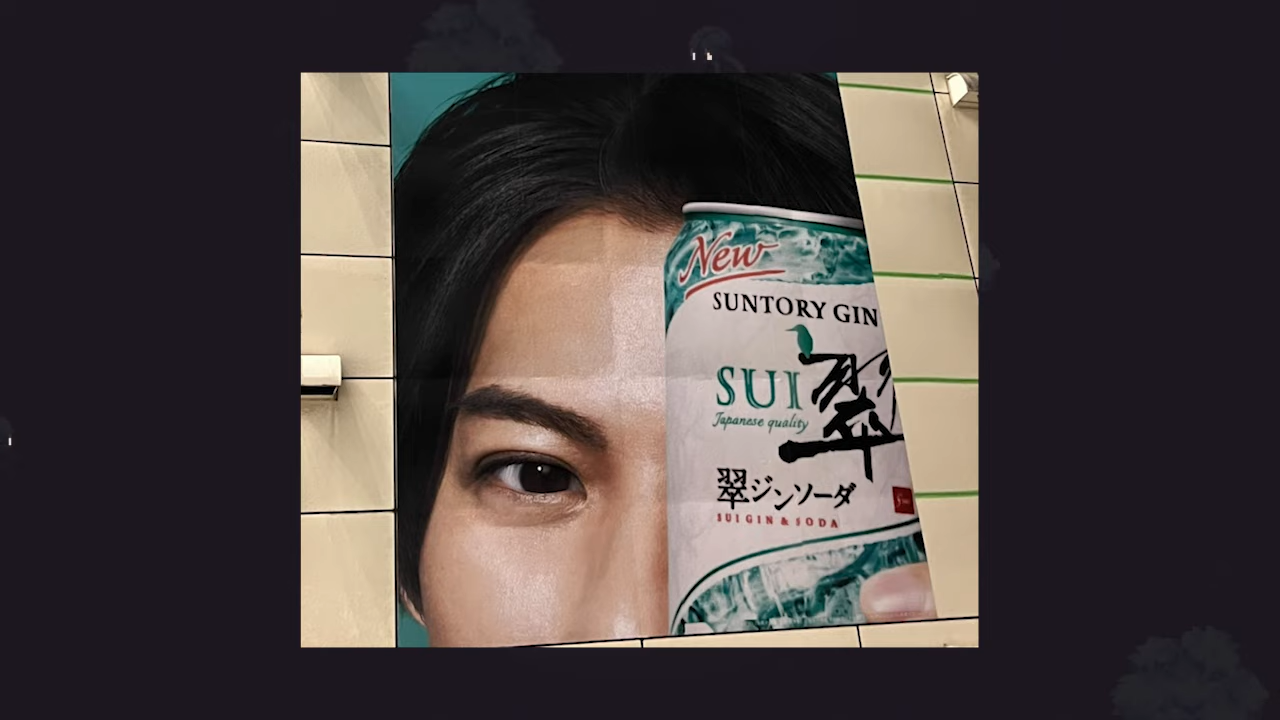 New
SUNTORY GIN
SUI 翠
Japanese quality
翠ジンソーダ
SUI GIN & SODA